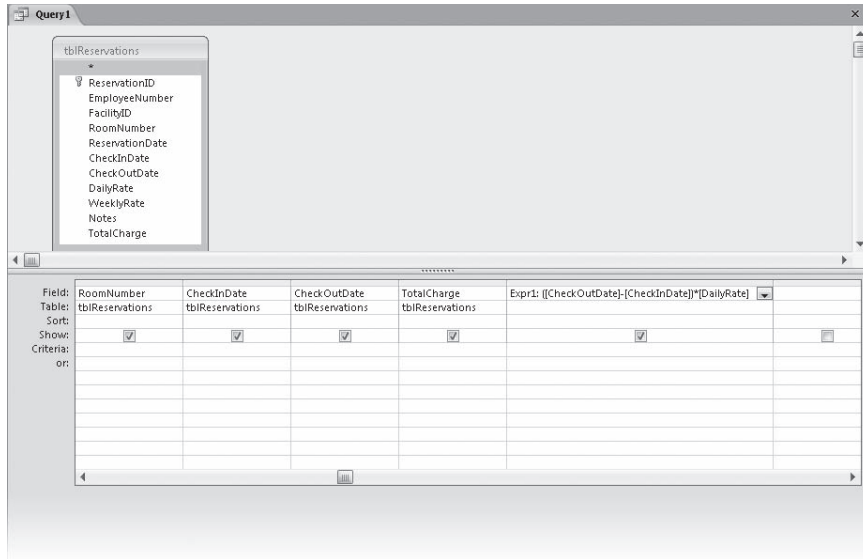 Query1
tblReservations
*
ReservationID
EmployeeNumber
FacilityID
RoomNumber
ReservationDate
CheckInDate
CheckOutDate
DailyRate
WeeklyRate
Notes
TotalCharge
Field: RoomNumber CheckInDate CheckOutDate TotalCharge Expr1: ([CheckOutDate]-[CheckInDate])*[DailyRate]
Table: tblReservations tblReservations tblReservations tblReservations
Sort:
Show:
Criteria:
or: